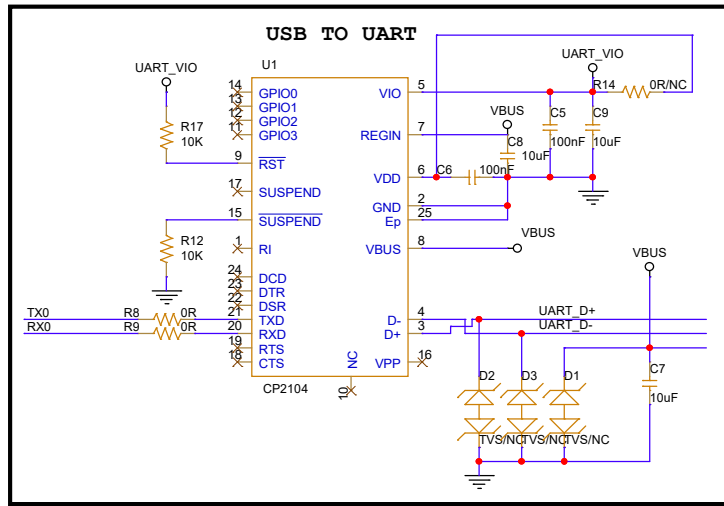 USB TO UART
U1
UART_VIO
UART_VIO
14
GPIO0
VIO
5
R14
0R/NC
13
GPIO1
12
GPIO2
VBUS
C5
C9
11
GPIO3
REGIN
7
R17
10K
C8
10uF
100nF
10uF
9
RST
VDD
6
C6
100nF
17
SUSPEND
GND
2
15
SUSPEND
Ep
25
R12
10K
1
RI
VBUS
8
VBUS
VBUS
24
DCD
23
DTR
22
DSR
TX0
R8
0R
21
TXD
D-
4
UART_D+
RX0
R9
0R
20
RXD
D+
3
UART_D-
19
RTS
18
CTS
NC
VPP
16
10
CP2104
D2
D3
D1
C7
10uF
TVS/NC
TVS/NC
TVS/NC